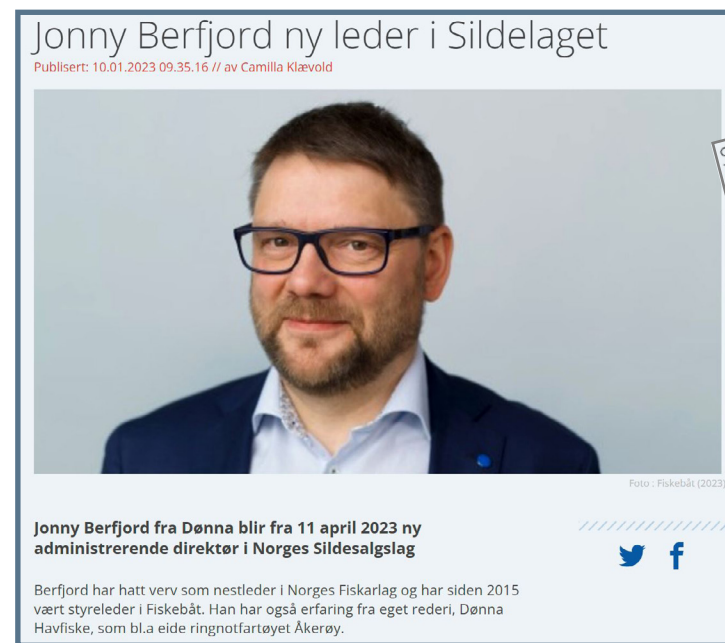 Jonny Berfjord ny leder i Sildelaget
Publisert: 10.01.2023 09.35.16 // av Camilla Klævold
Foto : Fiskebåt (2023)
Jonny Berfjord fra Dønna blir fra 11 april 2023 ny
administrerende direktør i Norges Sildesalgslag
Berfjord har hatt verv som nestleder i Norges Fiskarlag og har siden 2015
vært styreleder i Fiskebåt. Han har også erfaring fra eget rederi, Dønna
Havfiske, som bl.a eide ringnotfartøyet Åkerøy.